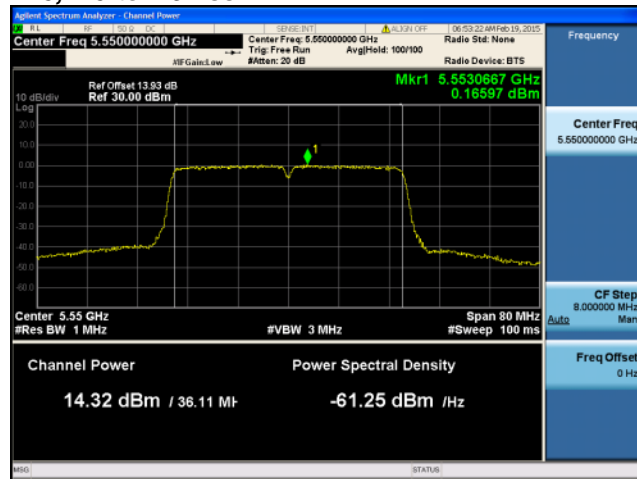 Agilent Spectrum Analyzer - Channel Power
RL RF 50 Ω DC SENSE:INT ALIGN OFF 06:53:22 AM Feb 19, 2015
Center Freq 5.550000000 GHz
Center Freq: 5.550000000 GHz
Radio Std: None
Trig: Free Run Avg|Hold: 100/100
#IFGain:Low #Atten: 20 dB Radio Device: BTS
Frequency
Mkr1 5.5530667 GHz
0.16597 dBm
Ref Offset 13.93 dB
10 dB/div Ref 30.00 dBm
Log
20.0
10.0
1
0.00
-10.0
-20.0
-30.0
-40.0
-50.0
-60.0
Center 5.55 GHz Span 80 MHz
#Res BW 1 MHz #VBW 3 MHz #Sweep 100 ms
Center Freq
5.550000000 GHz
CF Step
8.000000 MHz
Auto Man
Freq Offset
0 Hz
Channel Power Power Spectral Density
14.32 dBm / 36.11 MH -61.25 dBm /Hz
MSG STATUS